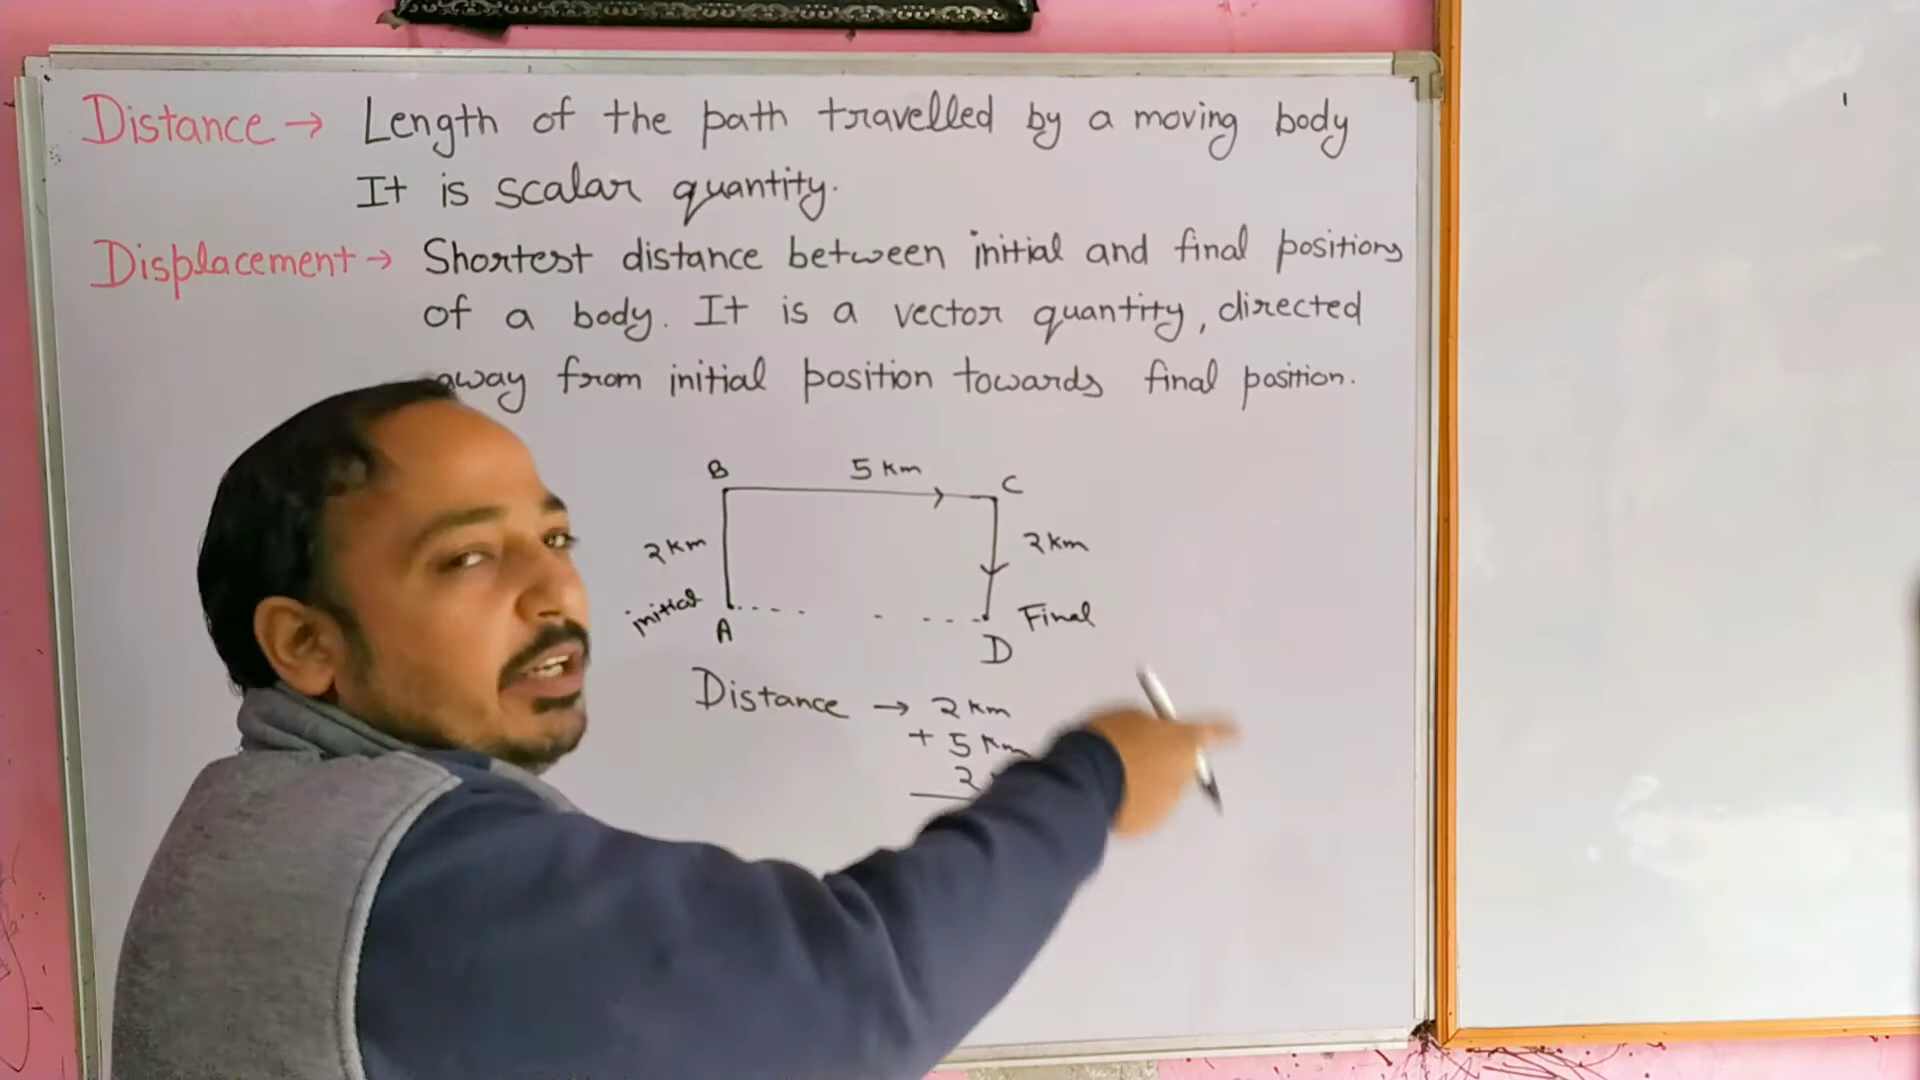 Distance → Length of the path travelled by a moving body
It is scalar quantity.
Displacement → Shortest distance between initial and final positions
of a body. It is a vector quantity, directed
away from initial position towards final position.
B 5 km C
2 km 2 km
initial Final
A D
Distance → 2 km
+ 5 km
2